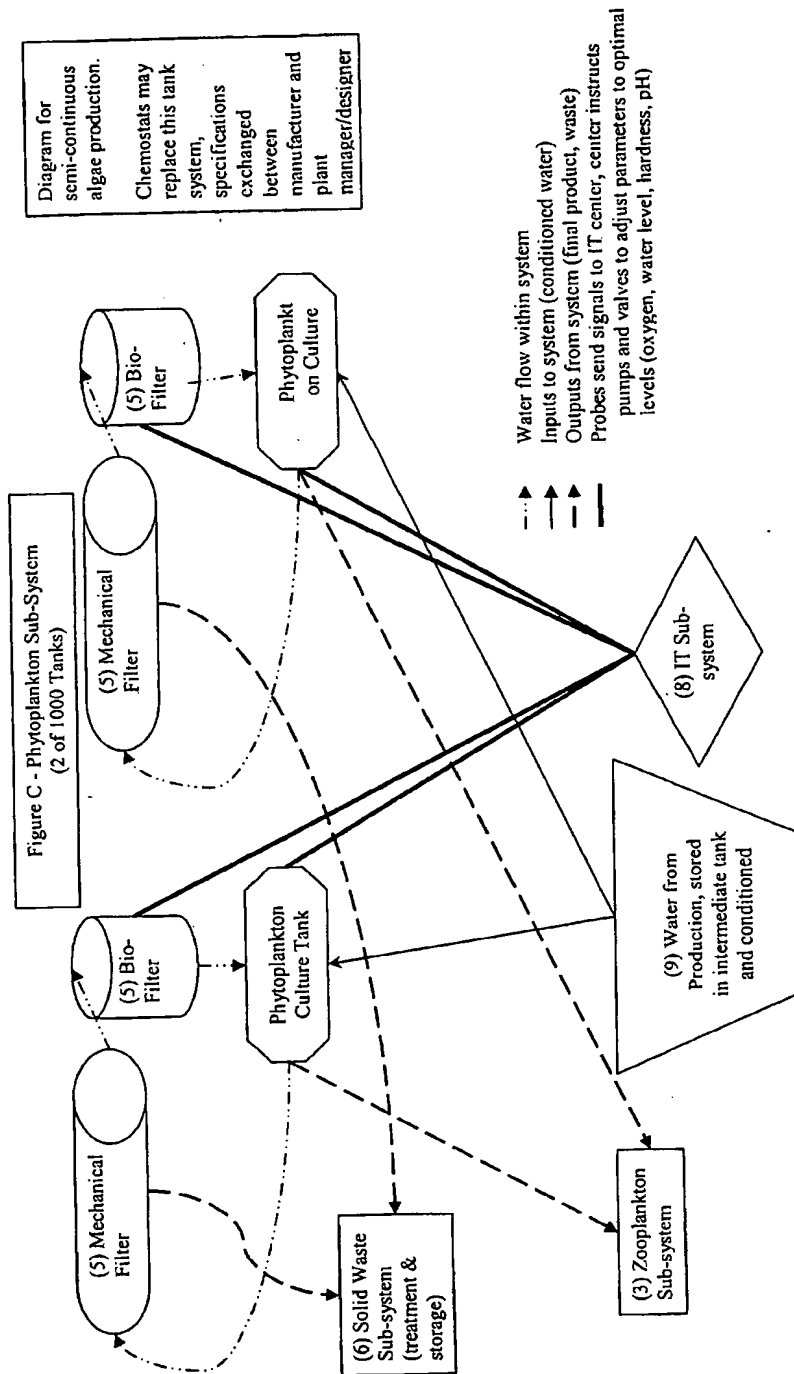 Figure C - Phytoplankton Sub-System
(2 of 1000 Tanks)
Diagram for
semi-continuous
algae production.
Chemostats may
replace this tank
system,
specifications
exchanged
between
manufacturer and
plant
manager/designer
(5) Mechanical
Filter
(5) Bio-
Filter
(5) Mechanical
Filter
(5) Bio-
Filter
Phytoplankton
Culture Tank
Phytoplankt
on Culture
(6) Solid Waste
Sub-system
(treatment &
storage)
(3) Zooplankton
Sub-system
(9) Water from
Production, stored
in intermediate tank
and conditioned
(8) IT Sub-
system
Water flow within system
Inputs to system (conditioned water)
Outputs from system (final product, waste)
Probes send signals to IT center, center instructs
pumps and valves to adjust parameters to optimal
levels (oxygen, water level, hardness, pH)